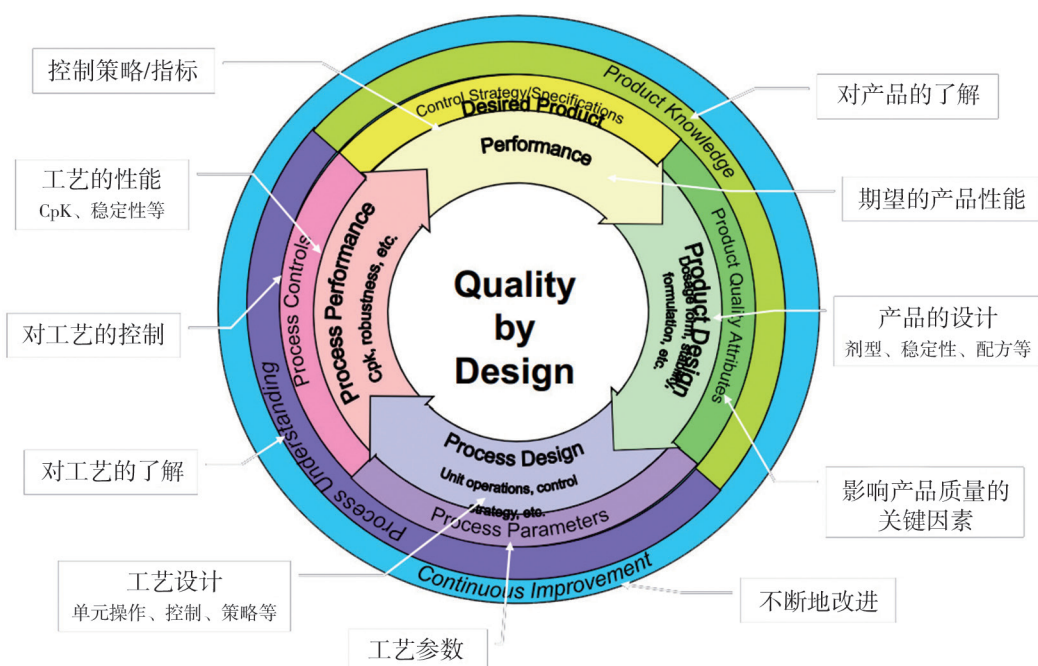 控制策略/指标
对产品的了解
工艺的性能
CpK、稳定性等
期望的产品性能
对工艺的控制
产品的设计
剂型、稳定性、配方等
对工艺的了解
影响产品质量的
关键因素
工艺设计
单元操作、控制、策略等
工艺参数
不断地改进
Product Knowledge
Control Strategy/Specifications
Desired Product
Performance
Product Quality Attributes
Product Design
Dosage form, stability,
formulation, etc.
Quality
by
Design
Process Performance
Cpk, robustness, etc.
Process Controls
Process Understanding
Process Design
Unit operations, control
strategy, etc.
Process Parameters
Continuous Improvement